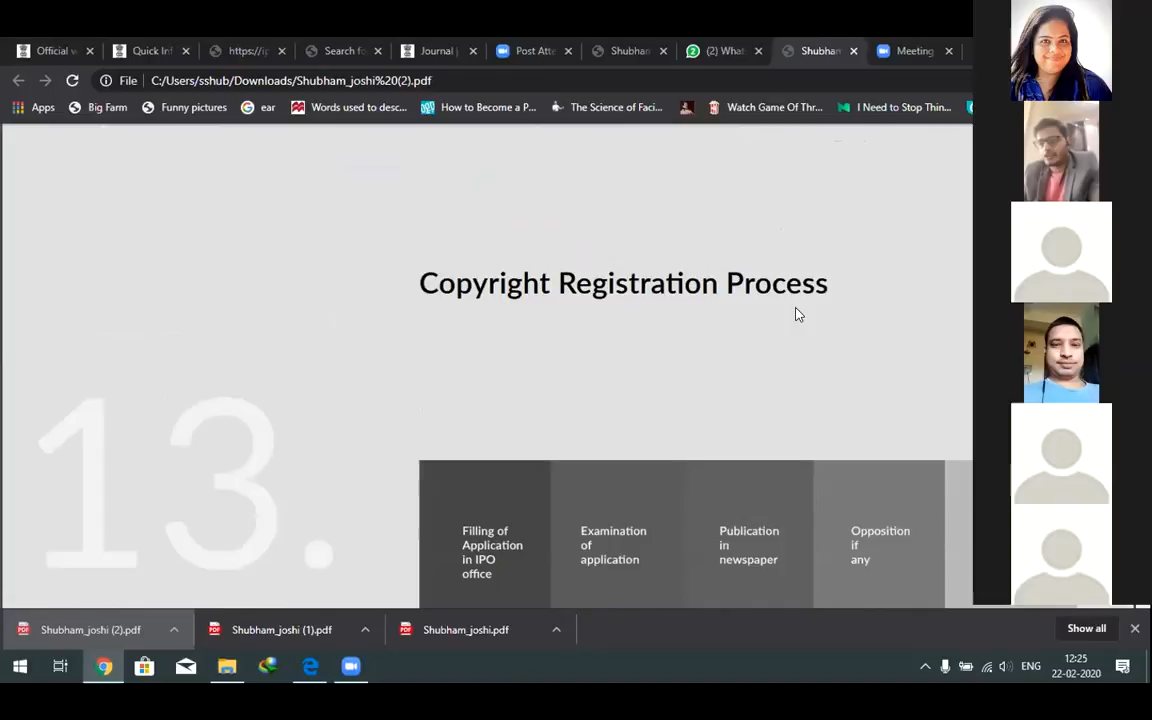 Official v
Quick Inf
https://ip
Search fo
Journal
Post Atte
Shubhan
(2) What
Shubham
Meeting
File
C:/Users/sshub/Downloads/Shubham_joshi%20(2).pdf
Apps
Big Farm
Funny pictures
ear
Words used to desc...
How to Become a P...
The Science of Faci...
Watch Game Of Thr...
I Need to Stop Thin...
Copyright Registration Process
13.
Filling of
Application
in IPO
office
Examination
of
application
Publication
in
newspaper
Opposition
if
any
Shubham_joshi (2).pdf
Shubham_joshi (1).pdf
Shubham_joshi.pdf
Show all
ENG
12:25
22-02-2020